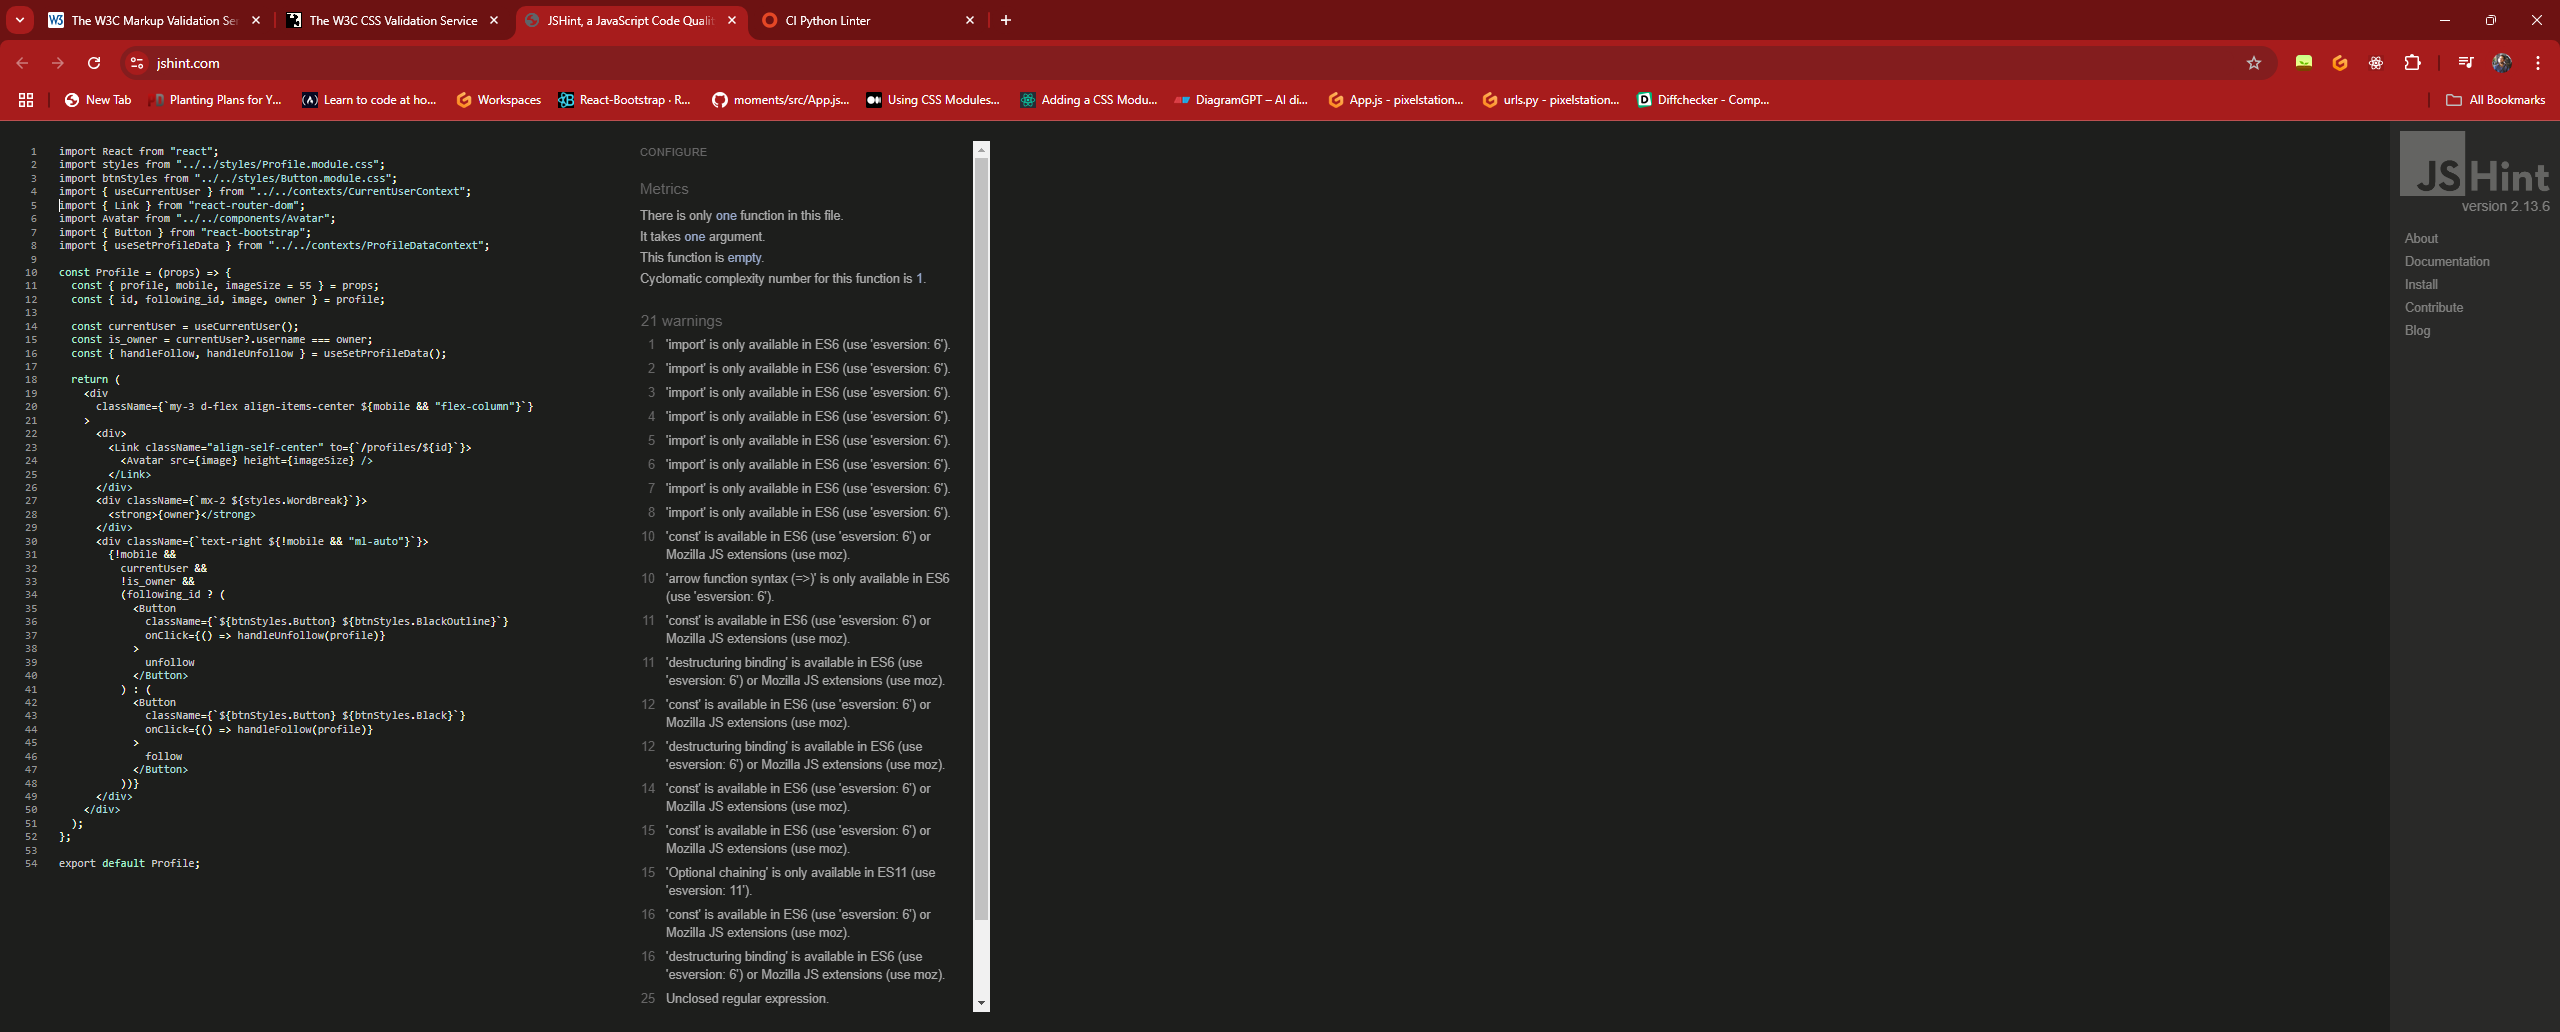 The W3C Markup Validation Se
The W3C CSS Validation Service
JSHint, a JavaScript Code Qualit
CI Python Linter
jshint.com
New Tab
Planting Plans for Y...
Learn to code at ho...
Workspaces
React-Bootstrap · R...
moments/src/App.js...
Using CSS Modules...
Adding a CSS Modu...
DiagramGPT – AI di...
App.js - pixelstation...
urls.py - pixelstation...
Diffchecker - Comp...
All Bookmarks
1 import React from "react";
2 import styles from "../../styles/Profile.module.css";
3 import btnStyles from "../../styles/Button.module.css";
4 import { useCurrentUser } from "../../contexts/CurrentUserContext";
5 import { Link } from "react-router-dom";
6 import Avatar from "../../components/Avatar";
7 import { Button } from "react-bootstrap";
8 import { useSetProfileData } from "../../contexts/ProfileDataContext";
9
10 const Profile = (props) => {
11 const { profile, mobile, imageSize = 55 } = props;
12 const { id, following_id, image, owner } = profile;
13
14 const currentUser = useCurrentUser();
15 const is_owner = currentUser?.username === owner;
16 const { handleFollow, handleUnfollow } = useSetProfileData();
17
18 return (
19 <div
20 className={`my-3 d-flex align-items-center ${mobile && "flex-column"}`}
21 >
22 <div>
23 <Link className="align-self-center" to={`/profiles/${id}`}>
24 <Avatar src={image} height={imageSize} />
25 </Link>
26 </div>
27 <div className={`mx-2 ${styles.WordBreak}`}>
28 <strong>{owner}</strong>
29 </div>
30 <div className={`text-right ${!mobile && "ml-auto"}`}>
31 {!mobile &&
32 currentUser &&
33 !is_owner &&
34 (following_id ? (
35 <Button
36 className={`${btnStyles.Button} ${btnStyles.BlackOutline}`}
37 onClick={() => handleUnfollow(profile)}
38 >
39 unfollow
40 </Button>
41 ) : (
42 <Button
43 className={`${btnStyles.Button} ${btnStyles.Black}`}
44 onClick={() => handleFollow(profile)}
45 >
46 follow
47 </Button>
48 ))}
49 </div>
50 </div>
51 );
52 };
53
54 export default Profile;
CONFIGURE
Metrics
There is only one function in this file.
It takes one argument.
This function is empty.
Cyclomatic complexity number for this function is 1.
21 warnings
1 'import' is only available in ES6 (use 'esversion: 6').
2 'import' is only available in ES6 (use 'esversion: 6').
3 'import' is only available in ES6 (use 'esversion: 6').
4 'import' is only available in ES6 (use 'esversion: 6').
5 'import' is only available in ES6 (use 'esversion: 6').
6 'import' is only available in ES6 (use 'esversion: 6').
7 'import' is only available in ES6 (use 'esversion: 6').
8 'import' is only available in ES6 (use 'esversion: 6').
10 'const' is available in ES6 (use 'esversion: 6') or
Mozilla JS extensions (use moz).
10 'arrow function syntax (=>)' is only available in ES6
(use 'esversion: 6').
11 'const' is available in ES6 (use 'esversion: 6') or
Mozilla JS extensions (use moz).
11 'destructuring binding' is available in ES6 (use
'esversion: 6') or Mozilla JS extensions (use moz).
12 'const' is available in ES6 (use 'esversion: 6') or
Mozilla JS extensions (use moz).
12 'destructuring binding' is available in ES6 (use
'esversion: 6') or Mozilla JS extensions (use moz).
14 'const' is available in ES6 (use 'esversion: 6') or
Mozilla JS extensions (use moz).
15 'const' is available in ES6 (use 'esversion: 6') or
Mozilla JS extensions (use moz).
15 'Optional chaining' is only available in ES11 (use
'esversion: 11').
16 'const' is available in ES6 (use 'esversion: 6') or
Mozilla JS extensions (use moz).
16 'destructuring binding' is available in ES6 (use
'esversion: 6') or Mozilla JS extensions (use moz).
25 Unclosed regular expression.
JSHint
version 2.13.6
About
Documentation
Install
Contribute
Blog